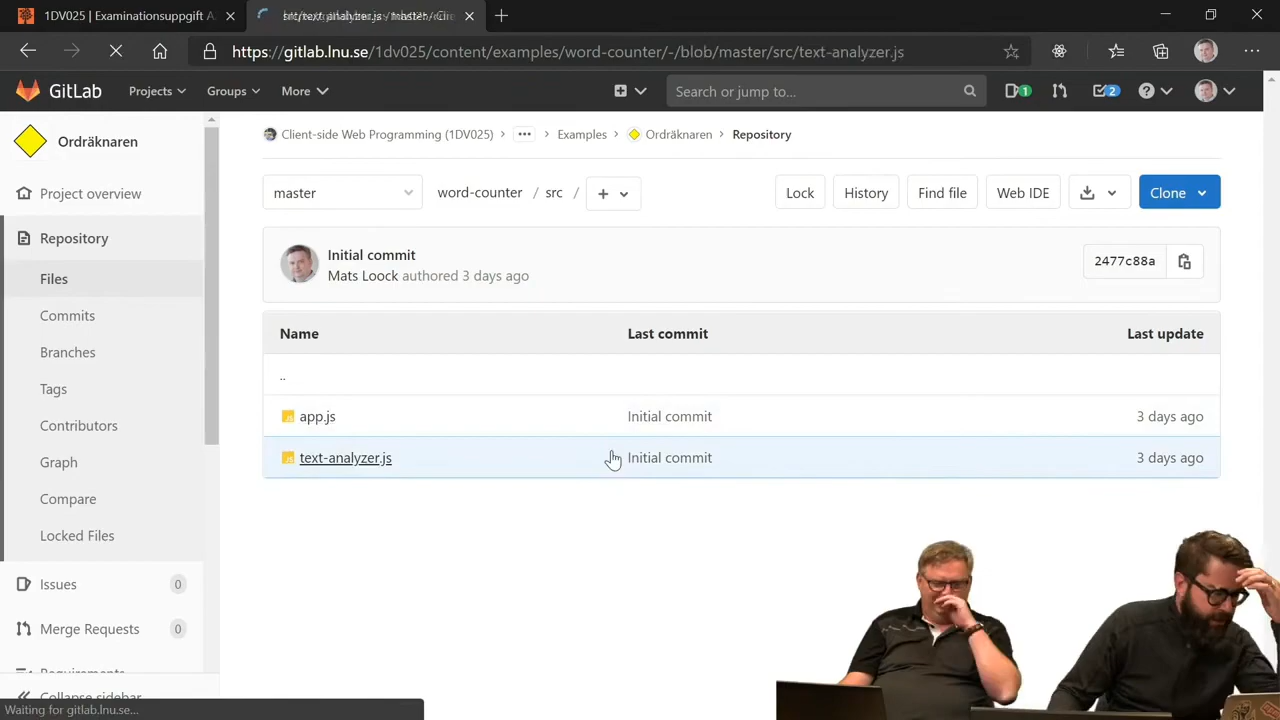 1DV025 | Examinationsuppgift A
https://gitlab.lnu.se/1dv025/content/examples/word-counter/-/blob/master/src/text-analyzer.js
GitLab
Projects
Groups
More
Search or jump to...
1
2
Ordräknaren
Client-side Web Programming (1DV025)
Examples
Ordräknaren
Repository
Project overview
master
word-counter / src /
Lock
History
Find file
Web IDE
Clone
Repository
Initial commit
Mats Loock authored 3 days ago
2477c88a
Files
Commits
Branches
Tags
Contributors
Graph
Compare
Locked Files
Name
Last commit
Last update
..
app.js
Initial commit
3 days ago
text-analyzer.js
Initial commit
3 days ago
Issues
0
Merge Requests
0
Requirements
Collapse sidebar
Waiting for gitlab.lnu.se...